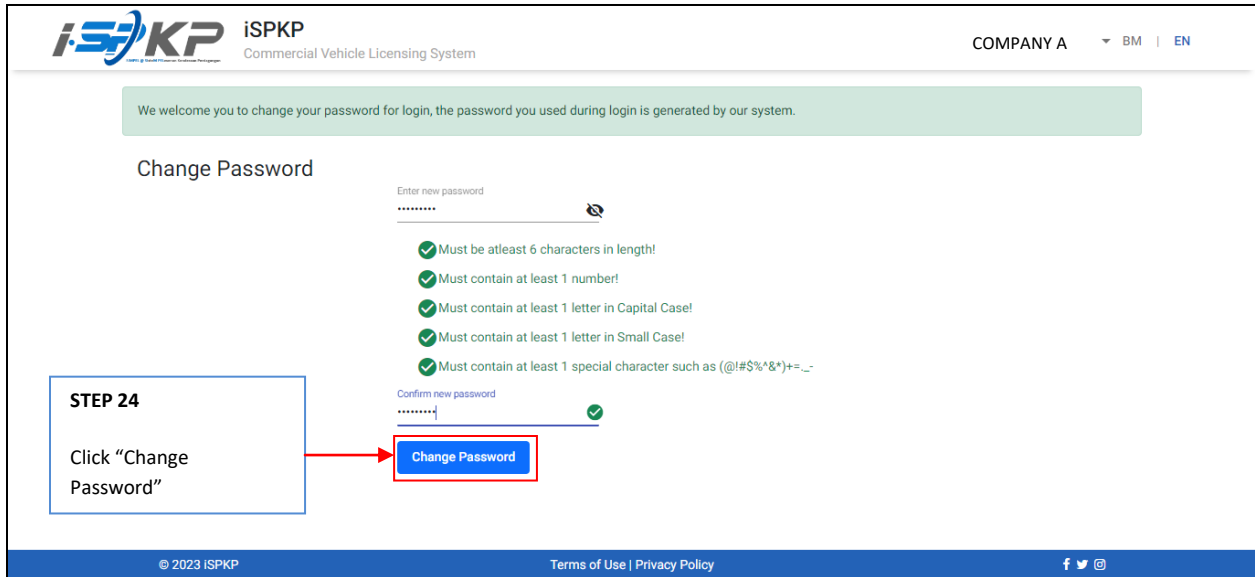 iSPKP
iSPKP
Commercial Vehicle Licensing System
COMPANY A
BM | EN
We welcome you to change your password for login, the password you used during login is generated by our system.
Change Password
Enter new password
•••••••••
Must be atleast 6 characters in length!
Must contain at least 1 number!
Must contain at least 1 letter in Capital Case!
Must contain at least 1 letter in Small Case!
Must contain at least 1 special character such as (@!#$%^&*)+=._-
Confirm new password
•••••••••
STEP 24
Click “Change
Password”
Change Password
© 2023 iSPKP
Terms of Use | Privacy Policy